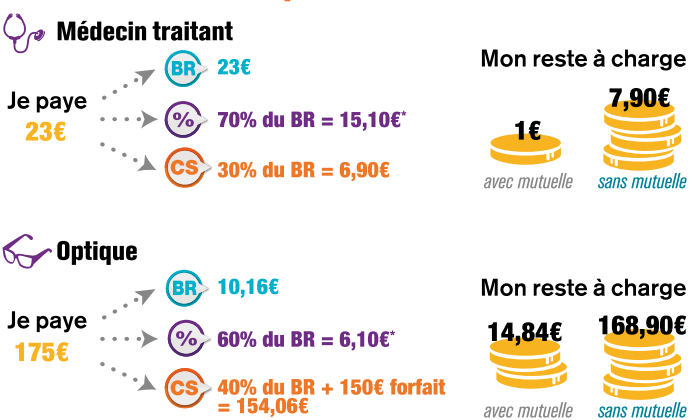 Médecin traitant
Je paye
23€
BR 23€
% 70% du BR = 15,10€*
CS 30% du BR = 6,90€
Mon reste à charge
1€
avec mutuelle
7,90€
sans mutuelle
Optique
Je paye
175€
BR 10,16€
% 60% du BR = 6,10€*
CS 40% du BR + 150€ forfait
= 154,06€
Mon reste à charge
14,84€
avec mutuelle
168,90€
sans mutuelle